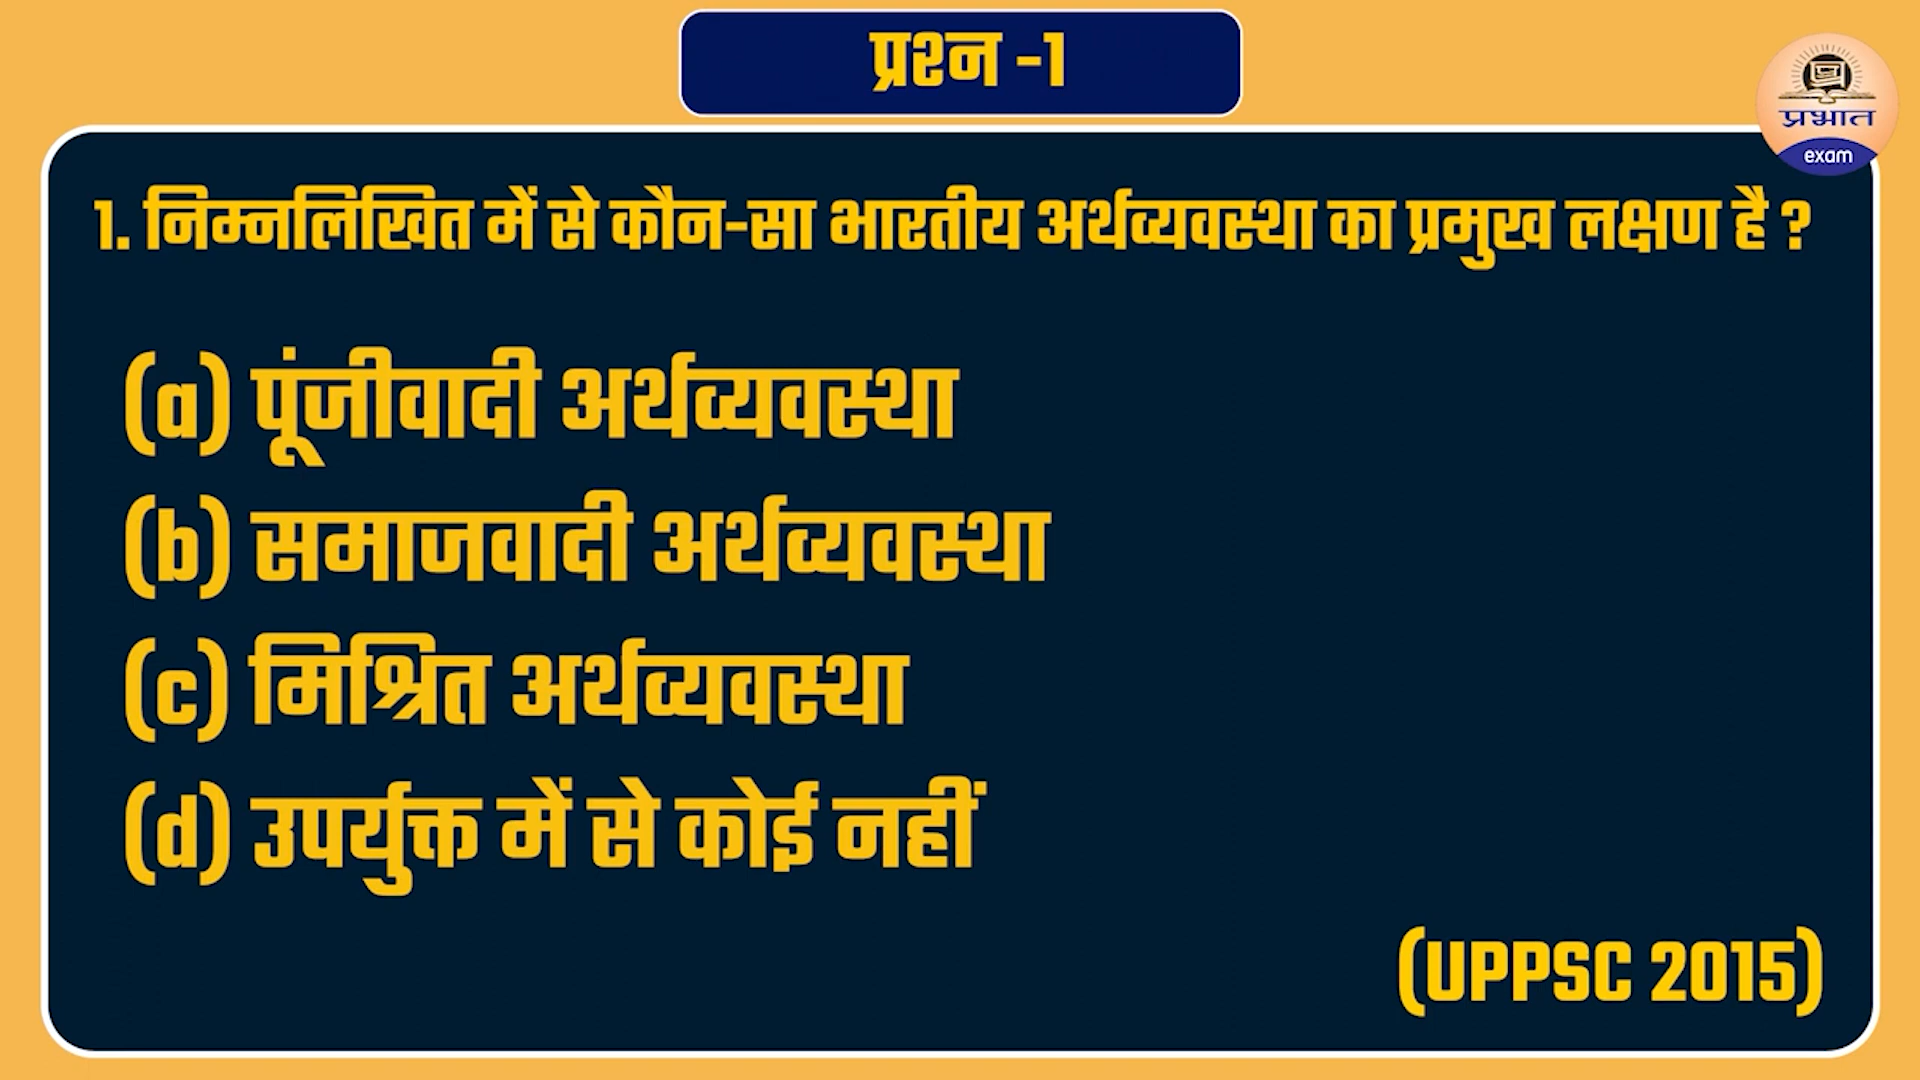 प्रश्न -1
प्रभात
exam
1. निम्नलिखित में से कौन-सा भारतीय अर्थव्यवस्था का प्रमुख लक्षण है ?
(a) पूंजीवादी अर्थव्यवस्था
(b) समाजवादी अर्थव्यवस्था
(c) मिश्रित अर्थव्यवस्था
(d) उपर्युक्त में से कोई नहीं
(UPPSC 2015)